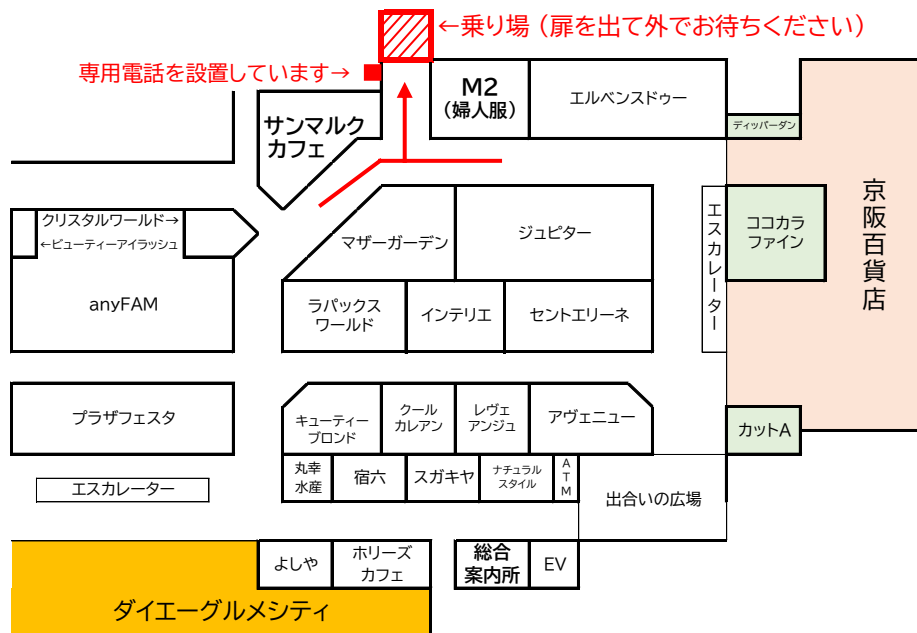 ←乗り場（扉を出て外でお待ちください）
専用電話を設置しています→
M2
（婦人服）
エルベンスドゥー
ディッパーダン
サンマルク
カフェ
京阪百貨店
クリスタルワールド→
←ビューティーアイラッシュ
anyFAM
マザーガーデン
ジュピター
エスカレーター
ココカラ
ファイン
ラパックス
ワールド
インテリエ
セントエリーネ
プラザフェスタ
キューティー
ブロンド
クール
カレアン
レヴェ
アンジュ
アヴェニュー
カットA
エスカレーター
丸幸
水産
宿六
スガキヤ
ナチュラル
スタイル
ATM
出合いの広場
よしや
ホリーズ
カフェ
総合
案内所
EV
ダイエーグルメシティ